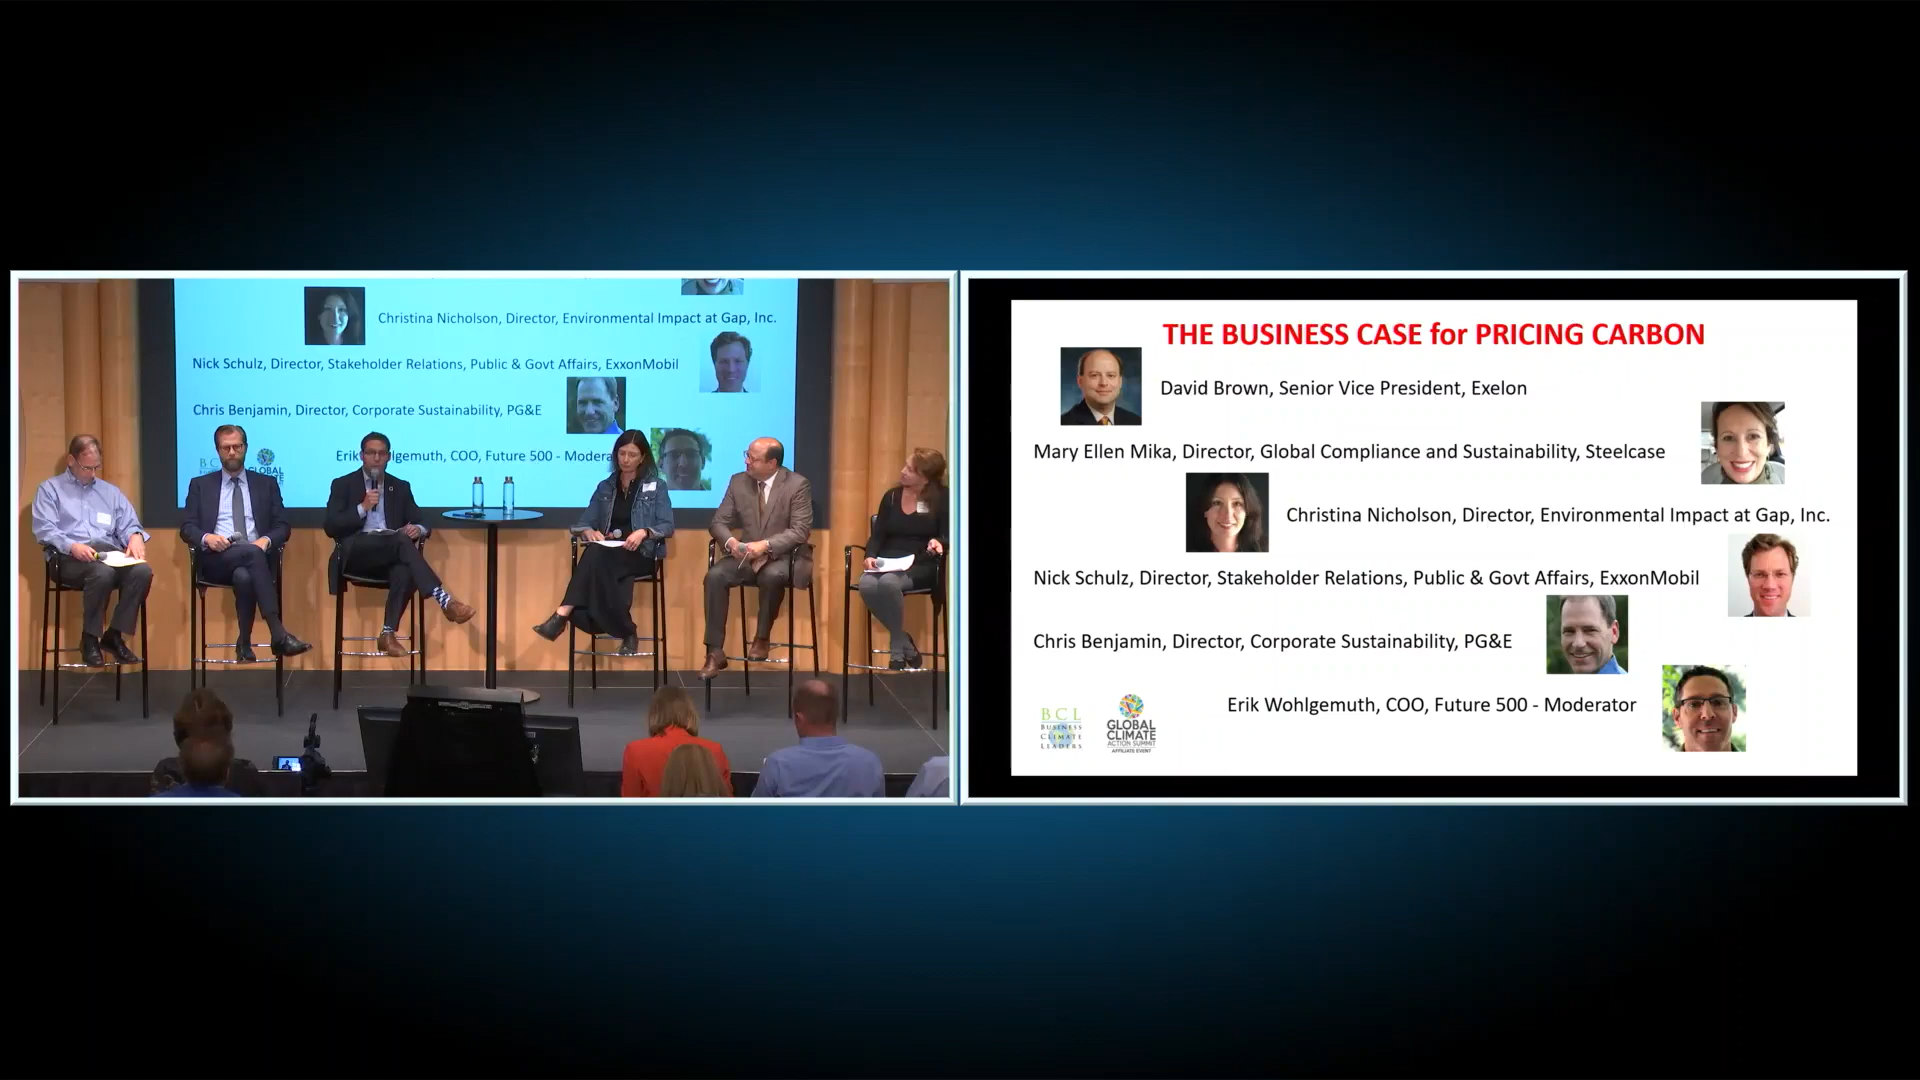 Christina Nicholson, Director, Environmental Impact at Gap, Inc.
Nick Schulz, Director, Stakeholder Relations, Public & Govt Affairs, ExxonMobil
Chris Benjamin, Director, Corporate Sustainability, PG&E
lgemuth, COO, Future 500 - Modera
GLOBAL
THE BUSINESS CASE for PRICING CARBON
David Brown, Senior Vice President, Exelon
Mary Ellen Mika, Director, Global Compliance and Sustainability, Steelcase
Christina Nicholson, Director, Environmental Impact at Gap, Inc.
Nick Schulz, Director, Stakeholder Relations, Public & Govt Affairs, ExxonMobil
Chris Benjamin, Director, Corporate Sustainability, PG&E
Erik Wohlgemuth, COO, Future 500 - Moderator
BCL
BUSINESS
CLIMATE
LEADERS
GLOBAL
CLIMATE
ACTION SUMMIT
AFFILIATE EVENT